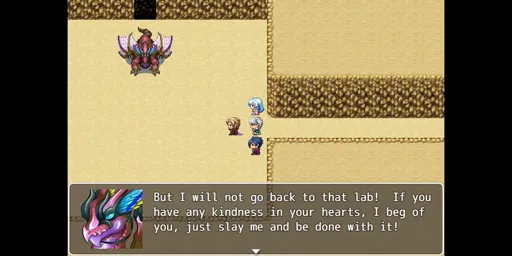 But I will not go back to that lab!  If you
have any kindness in your hearts, I beg of
you, just slay me and be done with it!